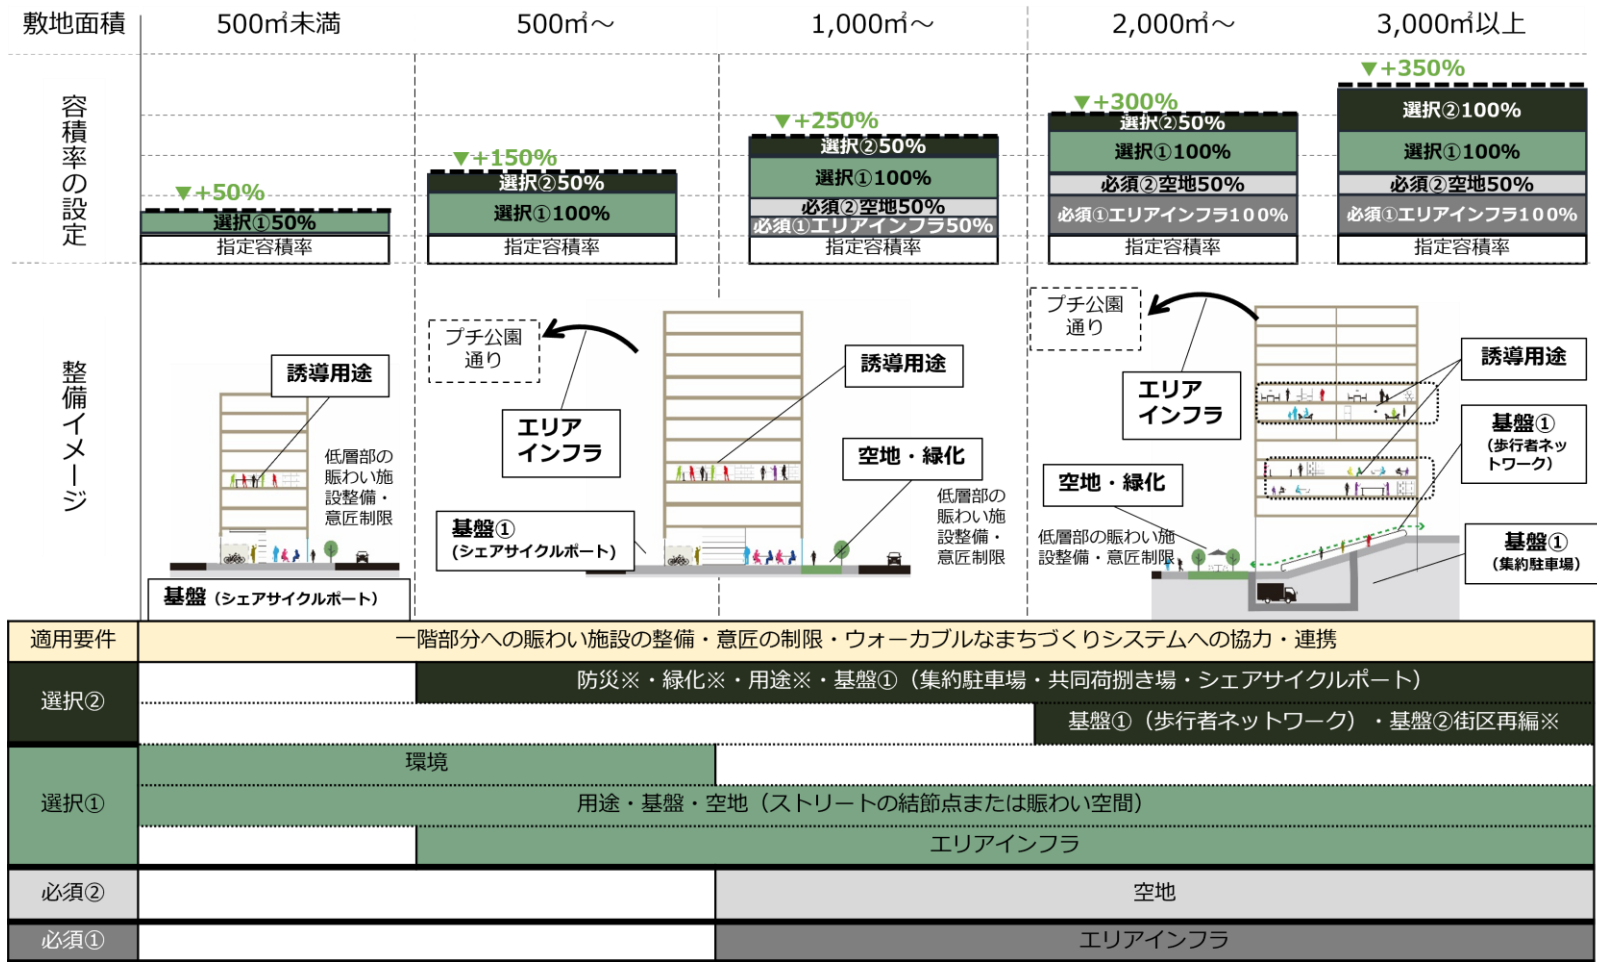 敷地面積
500㎡未満
500㎡～
1,000㎡～
2,000㎡～
3,000㎡以上
容積率の設定
▼+50%
選択①50%
指定容積率
▼+150%
選択②50%
選択①100%
指定容積率
▼+250%
選択②50%
選択①100%
必須②空地50%
必須①エリアインフラ50%
指定容積率
▼+300%
選択②50%
選択①100%
必須②空地50%
必須①エリアインフラ100%
指定容積率
▼+350%
選択②100%
選択①100%
必須②空地50%
必須①エリアインフラ100%
指定容積率
整備イメージ
誘導用途
低層部の
賑わい施
設整備・
意匠制限
基盤（シェアサイクルポート）
プチ公園
通り
エリア
インフラ
誘導用途
空地・緑化
基盤①
（シェアサイクルポート）
低層部の
賑わい施
設整備・
意匠制限
プチ公園
通り
エリア
インフラ
誘導用途
基盤①
（歩行者ネッ
トワーク）
空地・緑化
低層部の賑わい施
設整備・意匠制限
基盤①
（集約駐車場）
適用要件
一階部分への賑わい施設の整備・意匠の制限・ウォーカブルなまちづくりシステムへの協力・連携
選択②
防災※・緑化※・用途※・基盤①（集約駐車場・共同荷捌き場・シェアサイクルポート）
基盤①（歩行者ネットワーク）・基盤②街区再編※
選択①
環境
用途・基盤・空地（ストリートの結節点または賑わい空間）
エリアインフラ
必須②
空地
必須①
エリアインフラ